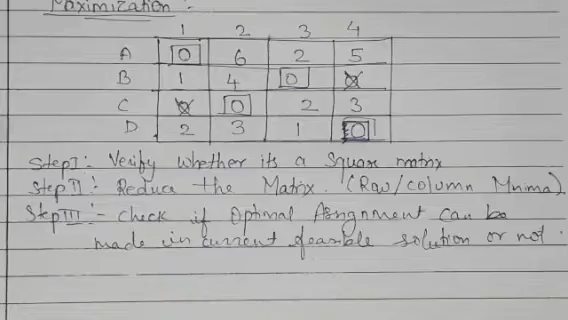 Maximization :-
1 2 3 4
A 0 6 2 5
B 1 4 0 0
C 0 0 2 3
D 2 3 1 0
Step I :- Verify whether its a Square matrix
Step II :- Reduce the Matrix. (Row/column Mnima)
Step III :- Check if Optimal Assignment can be
made in current feasible solution or not.